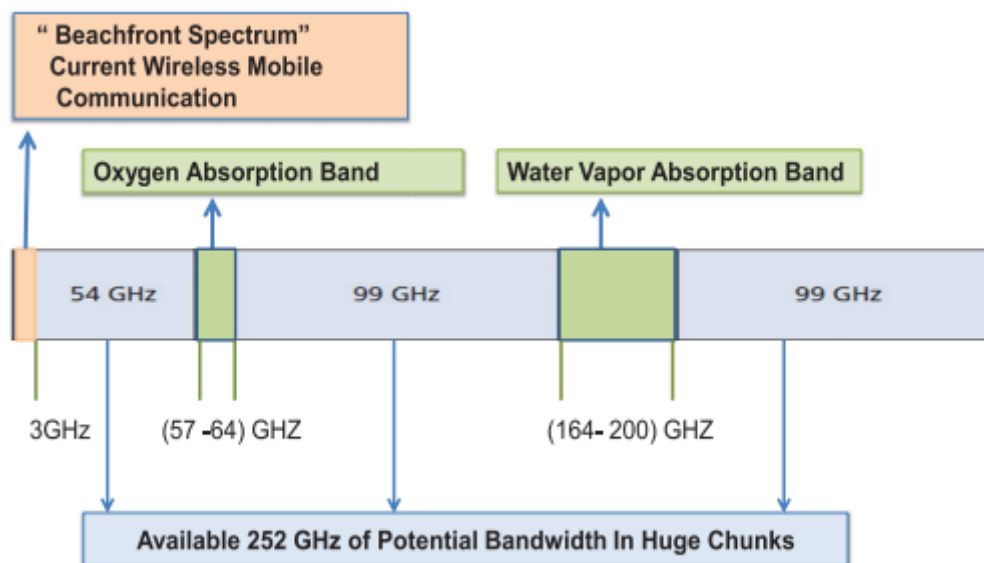 “ Beachfront Spectrum”
Current Wireless Mobile
Communication
Oxygen Absorption Band
Water Vapor Absorption Band
54 GHz
99 GHz
99 GHz
3GHz
(57 -64) GHZ
(164- 200) GHZ
Available 252 GHz of Potential Bandwidth In Huge Chunks